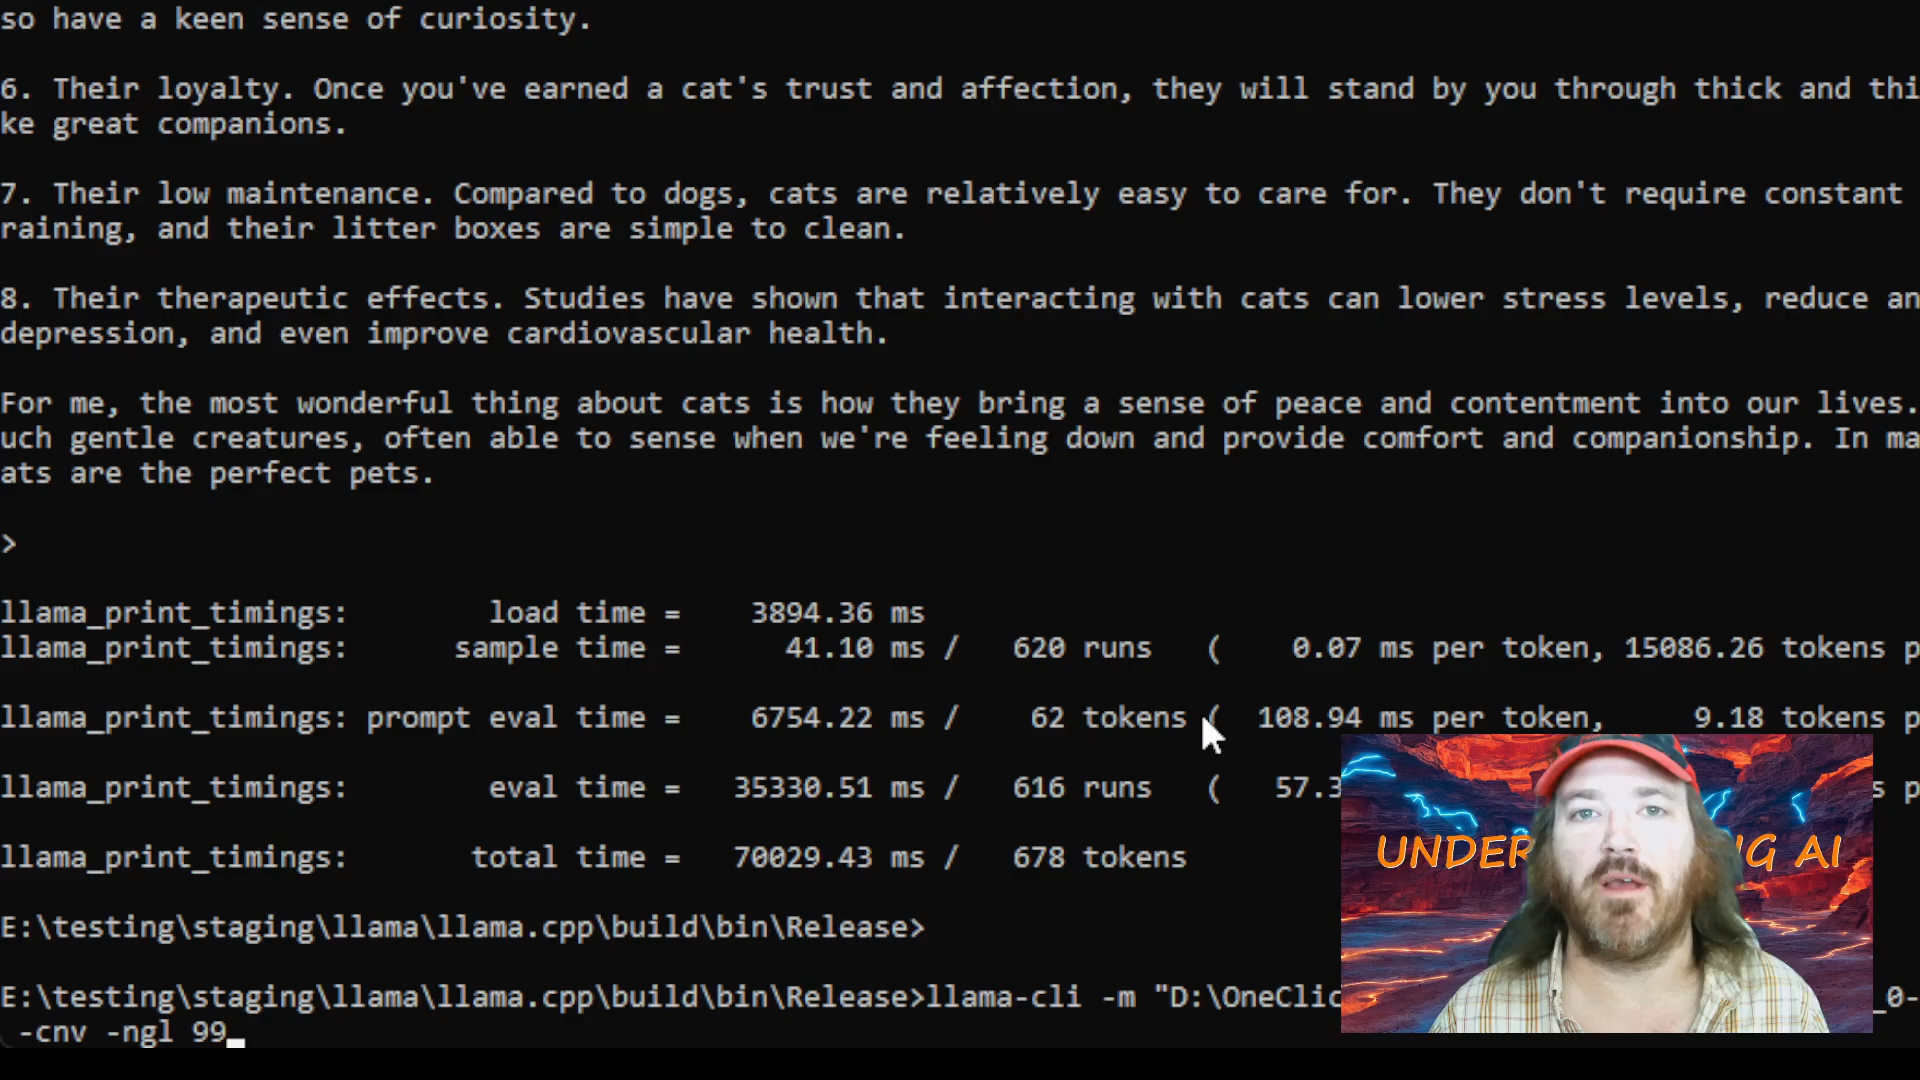 so have a keen sense of curiosity.
6. Their loyalty. Once you've earned a cat's trust and affection, they will stand by you through thick and thi
ke great companions.
7. Their low maintenance. Compared to dogs, cats are relatively easy to care for. They don't require constant
raining, and their litter boxes are simple to clean.
8. Their therapeutic effects. Studies have shown that interacting with cats can lower stress levels, reduce an
depression, and even improve cardiovascular health.
For me, the most wonderful thing about cats is how they bring a sense of peace and contentment into our lives.
uch gentle creatures, often able to sense when we're feeling down and provide comfort and companionship. In ma
ats are the perfect pets.
>
llama_print_timings:        load time =    3894.36 ms
llama_print_timings:      sample time =      41.10 ms /   620 runs   (    0.07 ms per token, 15086.26 tokens p
llama_print_timings: prompt eval time =    6754.22 ms /    62 tokens (  108.94 ms per token,     9.18 tokens p
llama_print_timings:        eval time =   35330.51 ms /   616 runs   (   57.3 s p
llama_print_timings:       total time =   70029.43 ms /   678 tokens
E:\testing\staging\llama\llama.cpp\build\bin\Release>
E:\testing\staging\llama\llama.cpp\build\bin\Release>llama-cli -m "D:\OneClic _0-
-cnv -ngl 99
UNDER NG AI